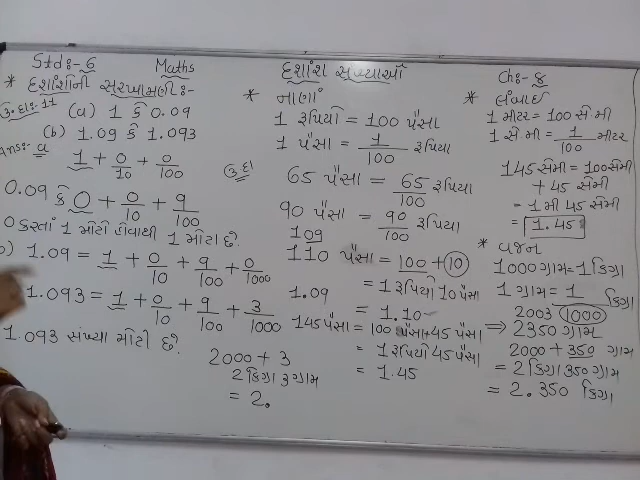 Std:- 6 Maths
દશાંશ સંખ્યાઓ
Ch:- 8
* દશાંશોની સરખામણી:-
ઉ.દા:- 11 (a) 1 કે 0.09
(b) 1.09 કે 1.093
Ans:- a
1 + 0/10 + 0/100
0.09 કે 0 + 0/10 + 9/100
0 કરતાં 1 મોટો હોવાથી 1 મોટા છે.
b) 1.09 = 1 + 0/10 + 9/100 + 0/1000
1.093 = 1 + 0/10 + 9/100 + 3/1000
1.093 સંખ્યા મોટી છે.
* નાણાં
1 રૂપિયો = 100 પૈસા
1 પૈસા = 1/100 રૂપિયા
ઉ.દા
65 પૈસા = 65/100 રૂપિયા
90 પૈસા = 90/100 રૂપિયા
109
110 પૈસા = 100 + 10
= 1 રૂપિયો 10 પૈસા
1.09
= 1.10
145 પૈસા = 100 પૈસા + 45 પૈસા
= 1 રૂપિયો 45 પૈસા
= 1.45
2000 + 3
2 કિગ્રા 3 ગ્રામ
= 2.
* લંબાઈ
1 મીટર = 100 સેમી
1 સેમી = 1/100 મીટર
145 સેમી = 100 સેમી
+ 45 સેમી
= 1 મી 45 સેમી
= 1.45
* વજન
1000 ગ્રામ = 1 કિગ્રા
1 ગ્રામ = 1/1000 કિગ્રા
2003
⇒ 2350 ગ્રામ
2000 + 350 ગ્રામ
= 2 કિગ્રા 350 ગ્રામ
= 2.350 કિગ્રા